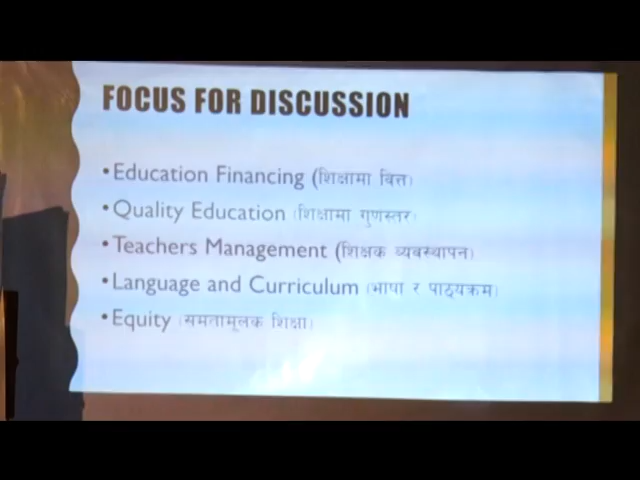 FOCUS FOR DISCUSSION
• Education Financing (शिक्षामा वित्त)
• Quality Education (शिक्षामा गुणस्तर)
• Teachers Management (शिक्षक व्यवस्थापन)
• Language and Curriculum (भाषा र पाठ्यक्रम)
• Equity (समतामूलक शिक्षा)